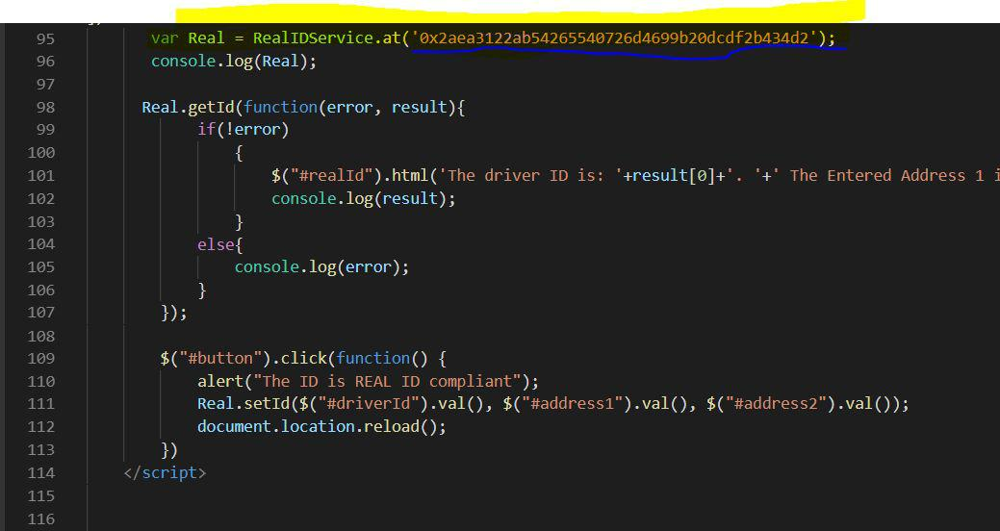 95 var Real = RealIDService.at('0x2aea3122ab54265540726d4699b20dcdf2b434d2');
96 console.log(Real);
97
98 Real.getId(function(error, result){
99 if(!error)
100 {
101 $("#realId").html('The driver ID is: '+result[0]+'. '+' The Entered Address 1 i
102 console.log(result);
103 }
104 else{
105 console.log(error);
106 }
107 });
108
109 $("#button").click(function() {
110 alert("The ID is REAL ID compliant");
111 Real.setId($("#driverId").val(), $("#address1").val(), $("#address2").val());
112 document.location.reload();
113 })
114 </script>
115
116